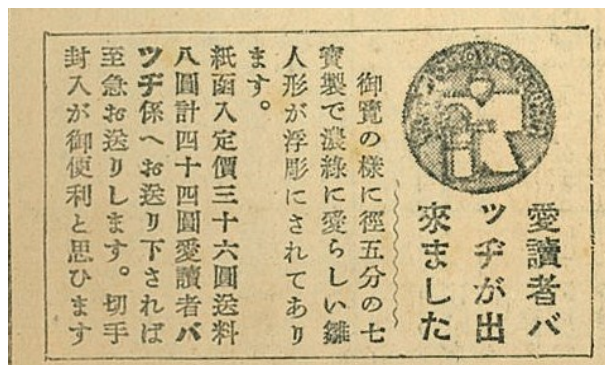 愛讀者バ
ッヂが出
來ました
御覽の樣に徑五分の七
寳製で濃綠に愛らしい雛
人形が浮彫にされてあり
ます。
紙函入定價三十六圓送料
八圓計四十四圓愛讀者バ
ツヂ係へお送り下されば
至急お送りします。切手
封入が御便利と思ひます